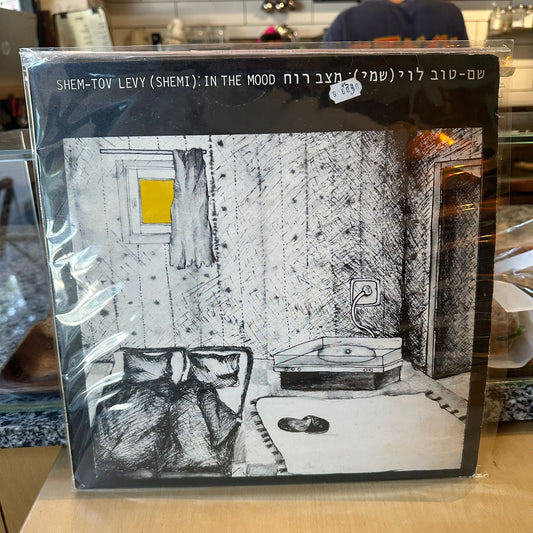 SHEM-TOV LEVY (SHEMI): IN THE MOOD שם-טוב לוי (שמי): מצב רוח